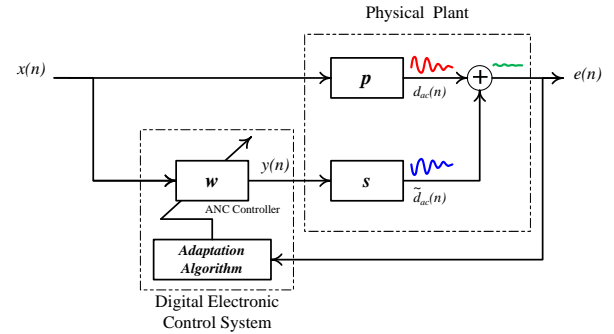 Physical Plant
x(n)
p
d_ac(n)
+
e(n)
w
y(n)
s
d̃_ac(n)
ANC Controller
Adaptation
Algorithm
Digital Electronic
Control System